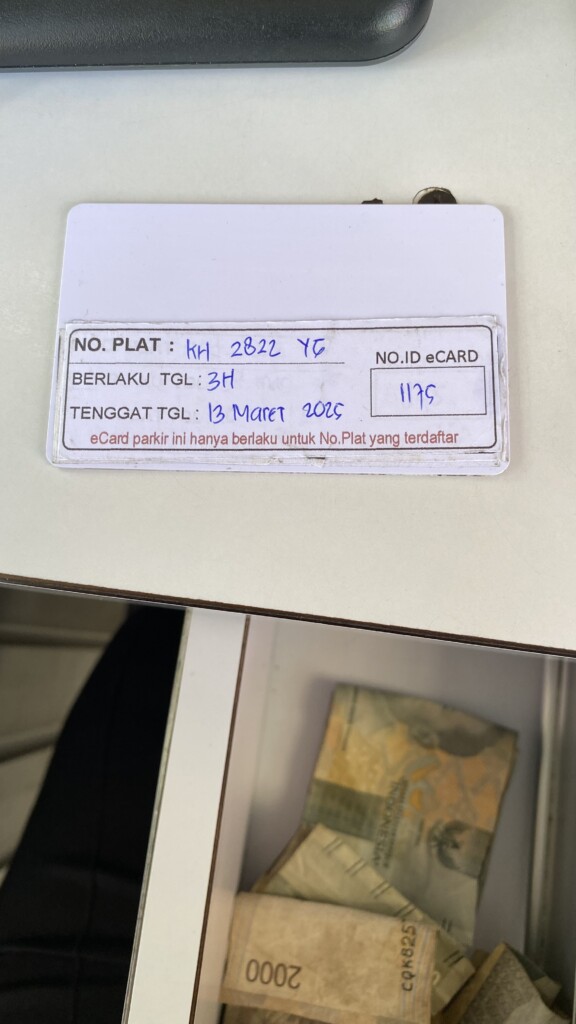 NO. PLAT : KH 2822 YG
NO.ID eCARD
BERLAKU TGL : 3H
1175
TENGGAT TGL : 13 Maret 2025
eCard parkir ini hanya berlaku untuk No.Plat yang terdaftar
2000